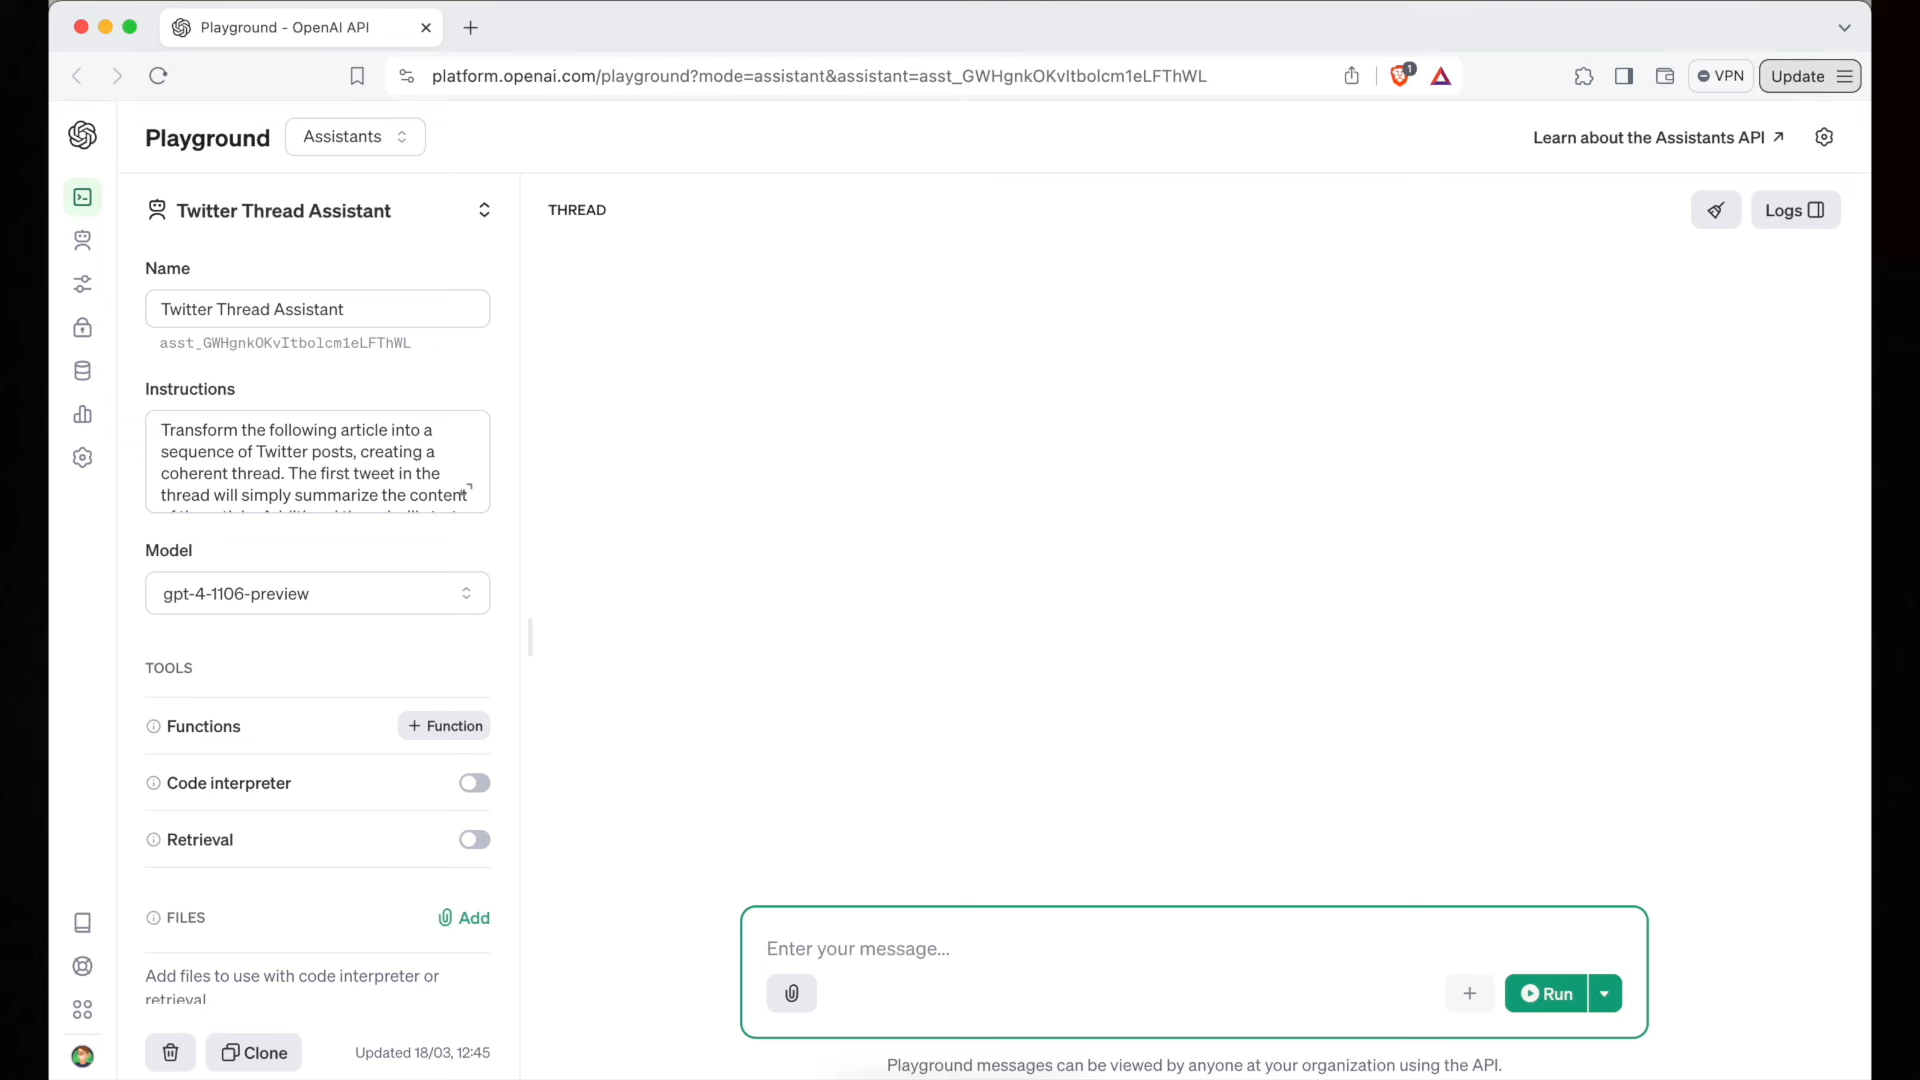 Playground - OpenAI API
platform.openai.com/playground?mode=assistant&assistant=asst_GWHgnkOKvItbolcm1eLFThWL
1
VPN
Update
Playground
Assistants
Learn about the Assistants API
Twitter Thread Assistant
THREAD
Logs
Name
Twitter Thread Assistant
asst_GWHgnkOKvItbolcm1eLFThWL
Instructions
Transform the following article into a
sequence of Twitter posts, creating a
coherent thread. The first tweet in the
thread will simply summarize the content
Model
gpt-4-1106-preview
TOOLS
Functions
+ Function
Code interpreter
Retrieval
FILES
Add
Add files to use with code interpreter or
retrieval.
Clone
Updated 18/03, 12:45
Enter your message...
Run
Playground messages can be viewed by anyone at your organization using the API.